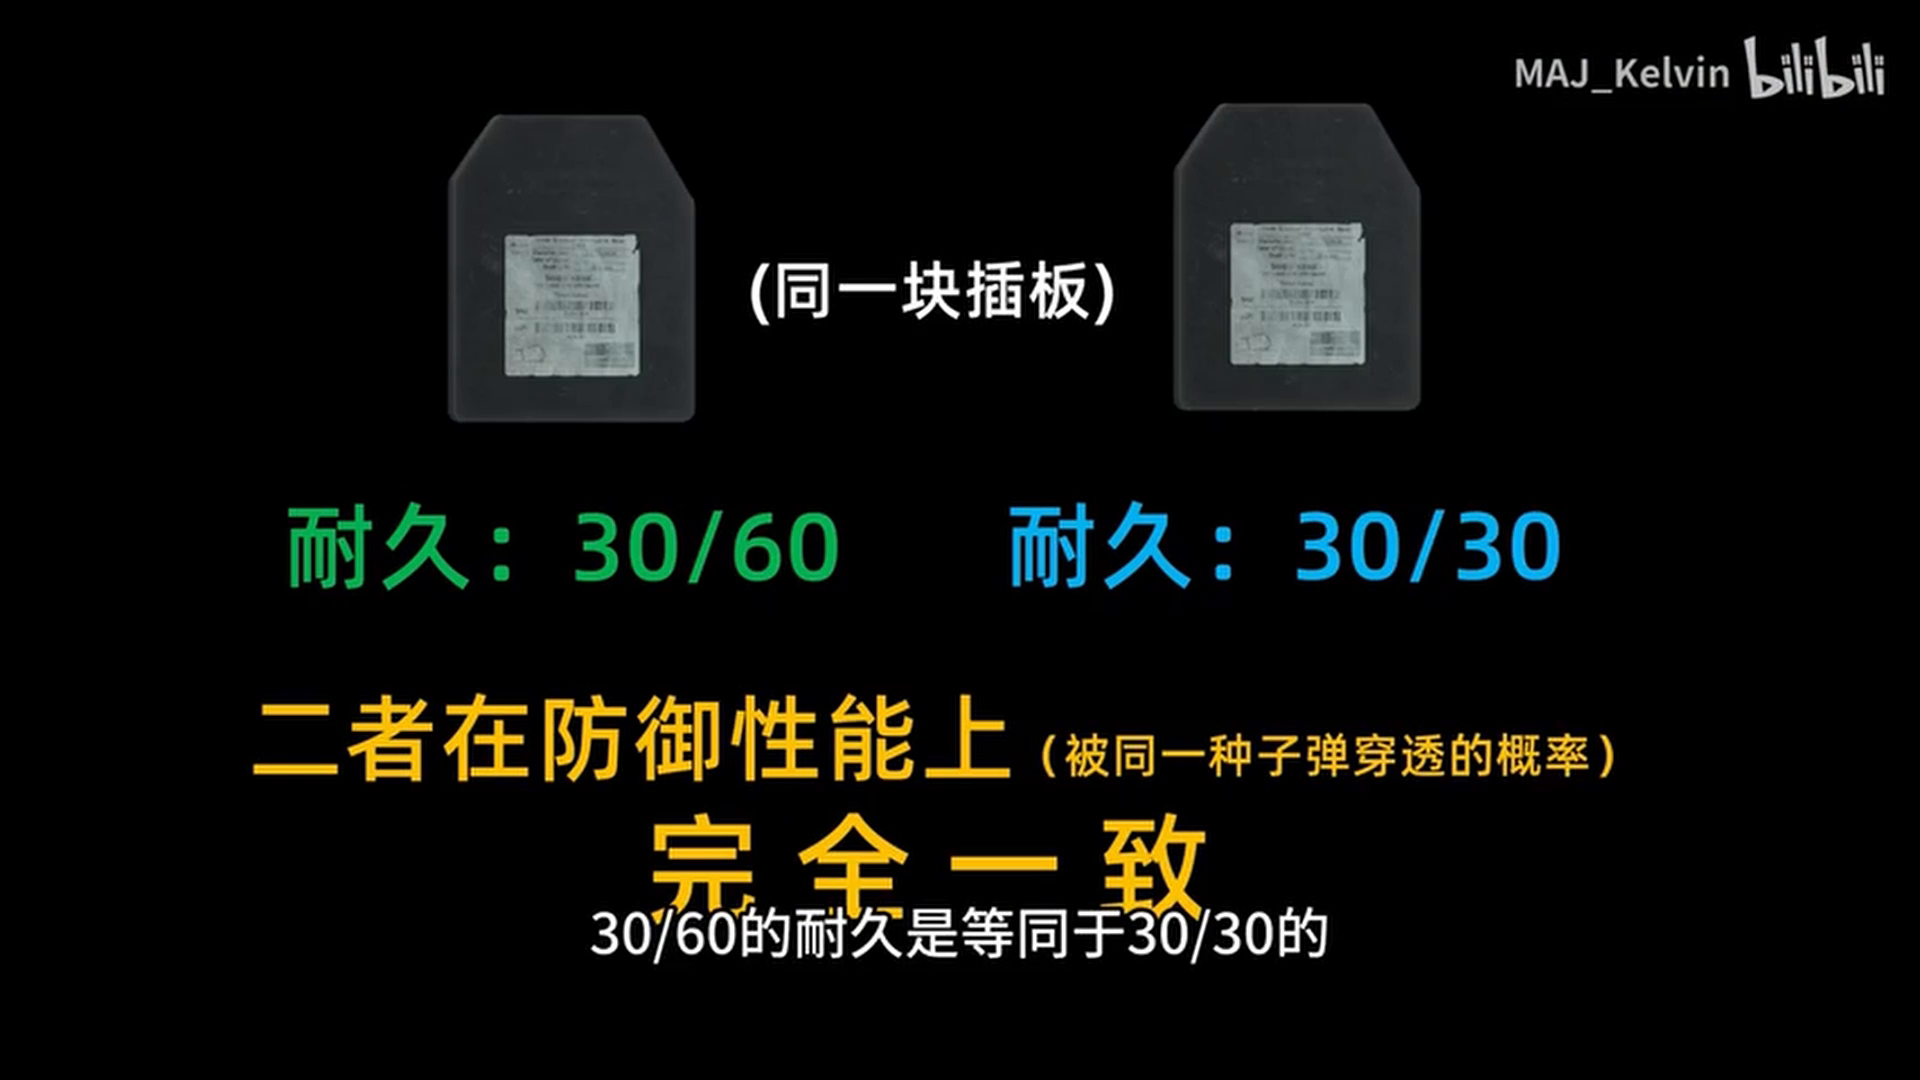 MAJ_Kelvin bilibili
(同一块插板)
耐久：30/60
耐久：30/30
二者在防御性能上（被同一种子弹穿透的概率）
完全一致
30/60的耐久是等同于30/30的